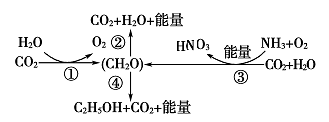 CO₂+H₂O+能量
H₂O O₂ ② HNO₃ 能量 NH₃+O₂
CO₂ (CH₂O) CO₂+H₂O
① ④ ③
C₂H₅OH+CO₂+能量